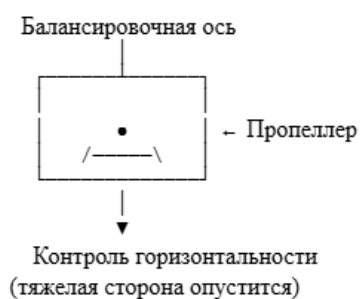 Балансировочная ось
← Пропеллер
Контроль горизонтальности
(тяжелая сторона опустится)